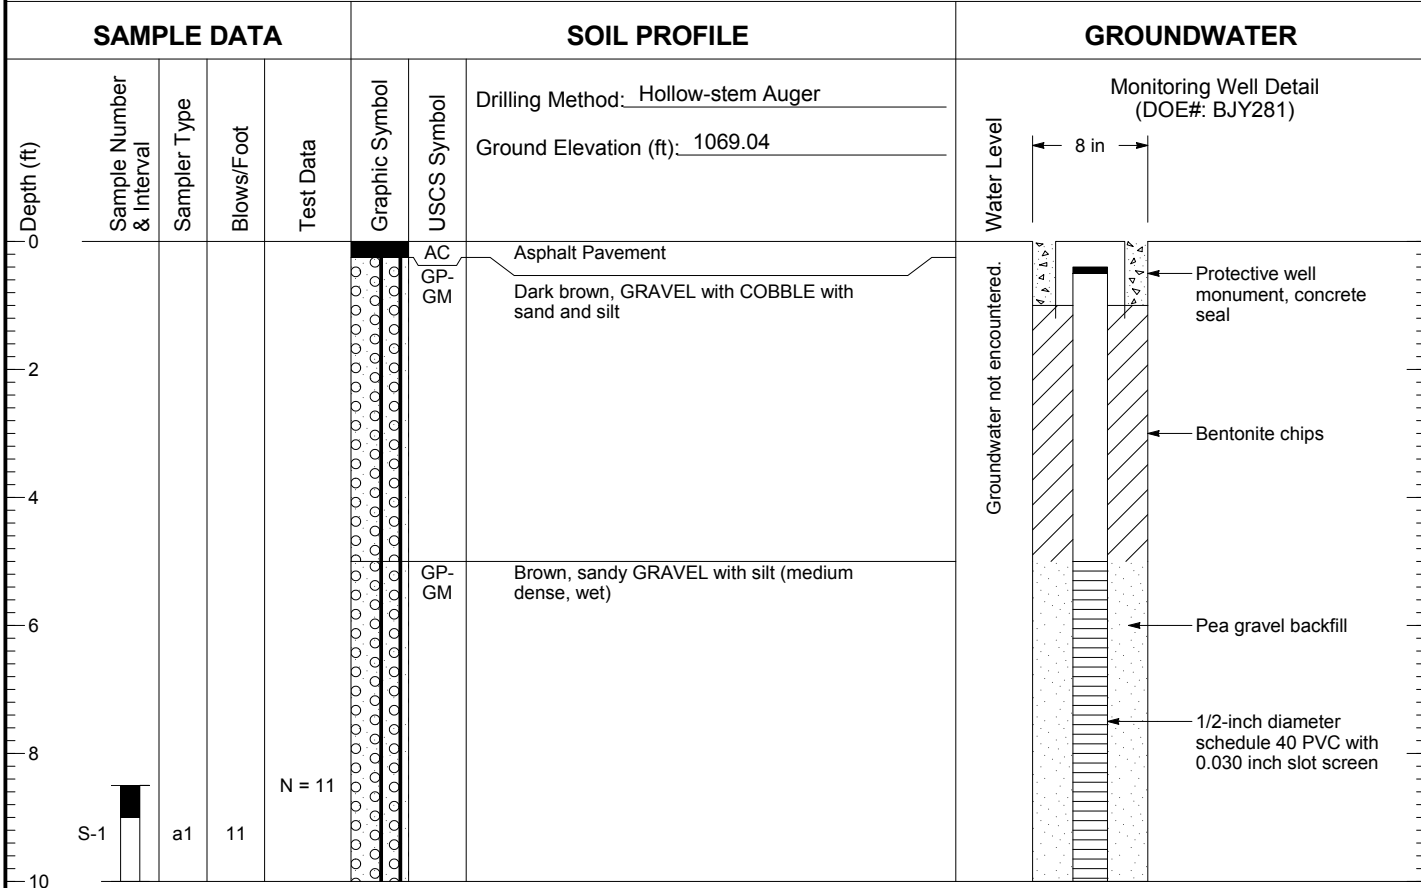 SAMPLE DATA
SOIL PROFILE
GROUNDWATER
Depth (ft)
Sample Number
& Interval
Sampler Type
Blows/Foot
Test Data
Graphic Symbol
USCS Symbol
Drilling Method: Hollow-stem Auger
Ground Elevation (ft): 1069.04
Water Level
Monitoring Well Detail
(DOE#: BJY281)
8 in
0
AC
Asphalt Pavement
GP-
GM
Dark brown, GRAVEL with COBBLE with
sand and silt
Groundwater not encountered.
Protective well
monument, concrete
seal
2
Bentonite chips
4
GP-
GM
Brown, sandy GRAVEL with silt (medium
dense, wet)
6
Pea gravel backfill
1/2-inch diameter
schedule 40 PVC with
0.030 inch slot screen
8
N = 11
S-1
a1
11
10